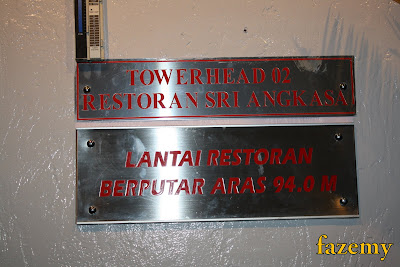 TOWERHEAD 02
RESTORAN SRI ANGKASA
LANTAI RESTORAN
BERPUTAR ARAS 94.0 M
fazemy